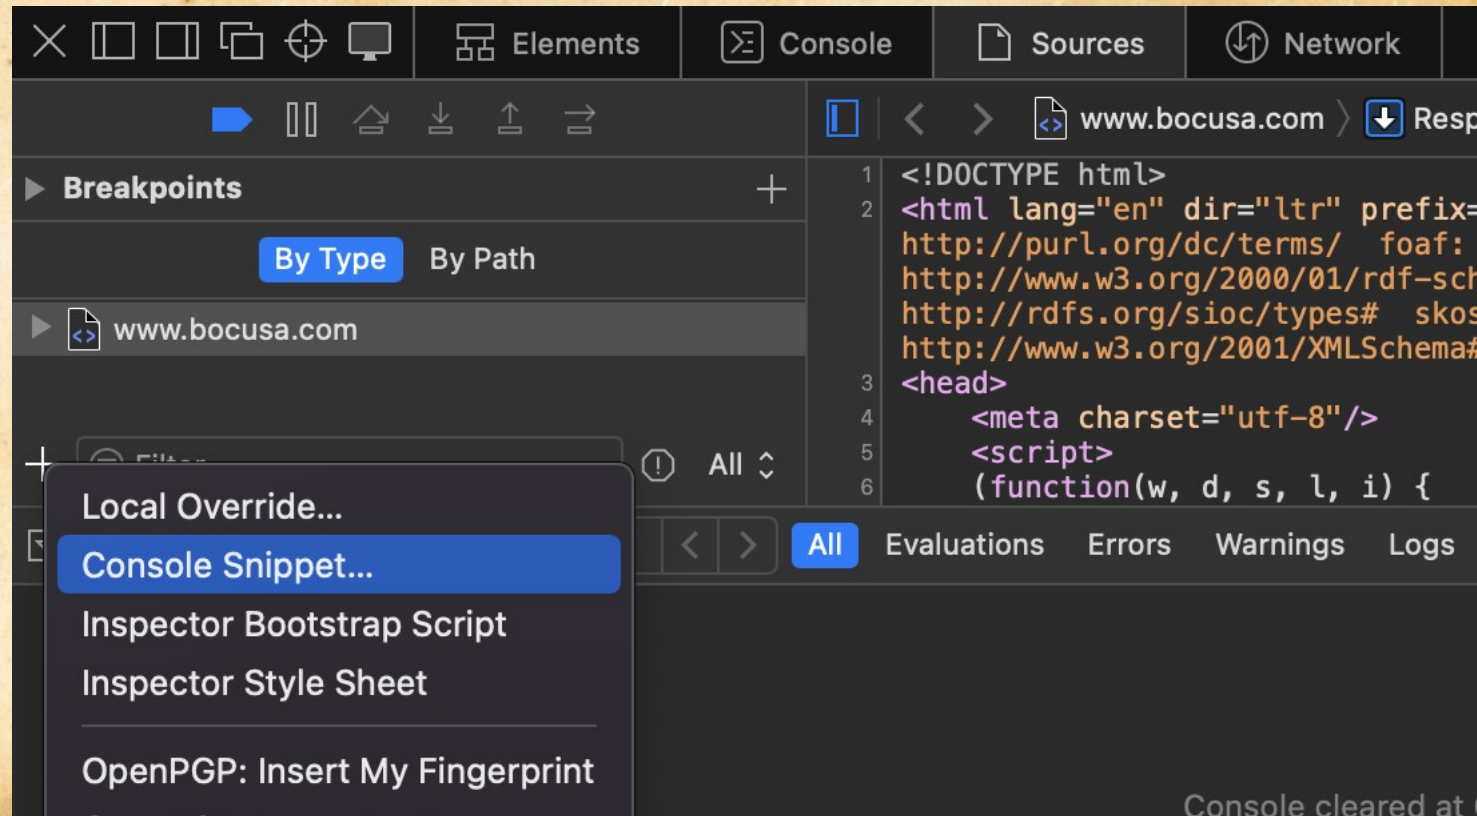 Elements Console Sources Network
www.bocusa.com
Breakpoints
By Type By Path
www.bocusa.com
All
Local Override...
Console Snippet...
Inspector Bootstrap Script
Inspector Style Sheet
OpenPGP: Insert My Fingerprint
1 <!DOCTYPE html>
2 <html lang="en" dir="ltr" prefix=
http://purl.org/dc/terms/ foaf:
http://www.w3.org/2000/01/rdf-sch
http://rdfs.org/sioc/types# skos
http://www.w3.org/2001/XMLSchema#
3 <head>
4 <meta charset="utf-8"/>
5 <script>
6 (function(w, d, s, l, i) {
All Evaluations Errors Warnings Logs
Console cleared at